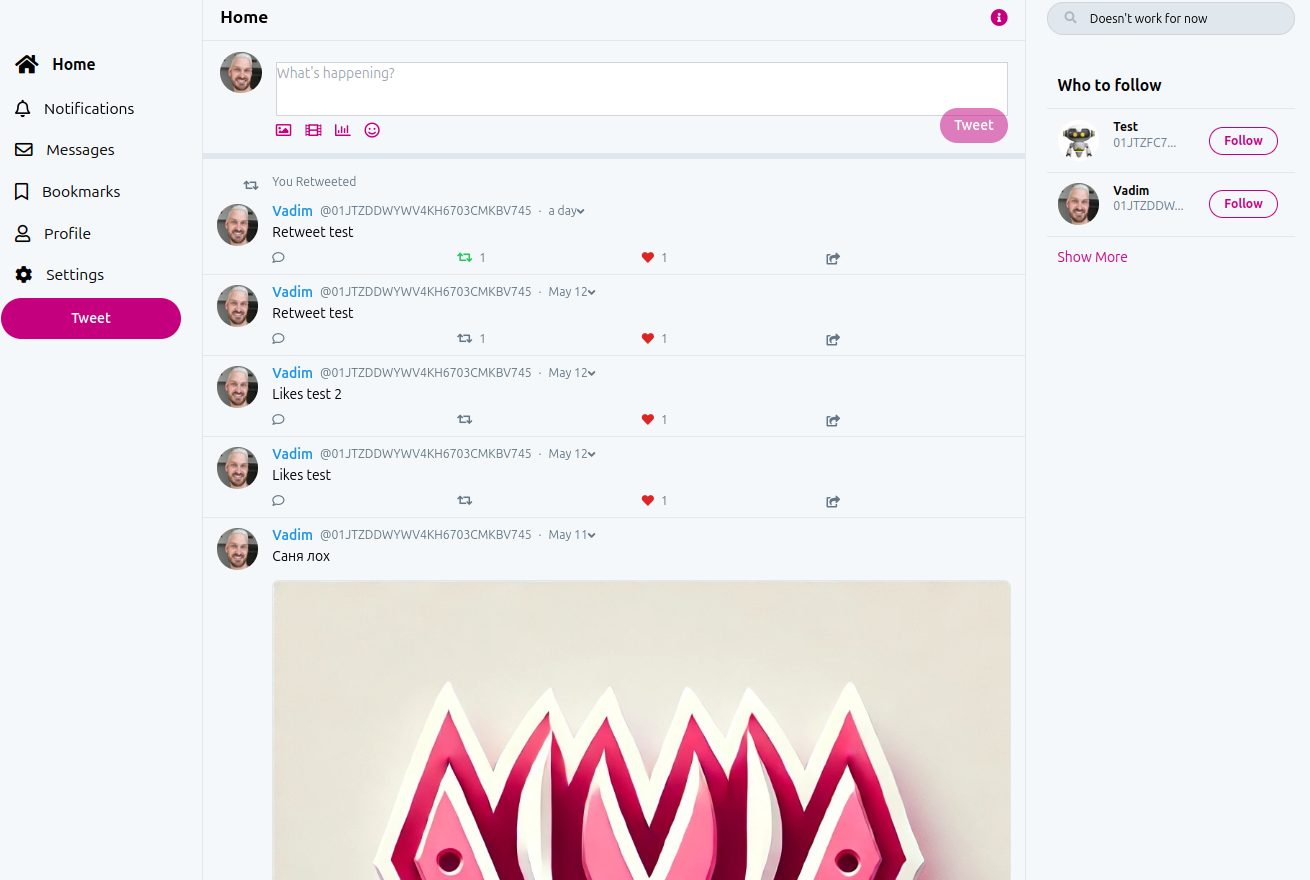 Home
Notifications
Messages
Bookmarks
Profile
Settings
Tweet
Home
What's happening?
Tweet
You Retweeted
Vadim @01JTZDDWYWV4KH6703CMKBV745 · a day
Retweet test
1 1
Vadim @01JTZDDWYWV4KH6703CMKBV745 · May 12
Retweet test
1 1
Vadim @01JTZDDWYWV4KH6703CMKBV745 · May 12
Likes test 2
1
Vadim @01JTZDDWYWV4KH6703CMKBV745 · May 12
Likes test
1
Vadim @01JTZDDWYWV4KH6703CMKBV745 · May 11
Саня лох
Doesn't work for now
Who to follow
Test
01JTZFC7...
Follow
Vadim
01JTZDDW...
Follow
Show More